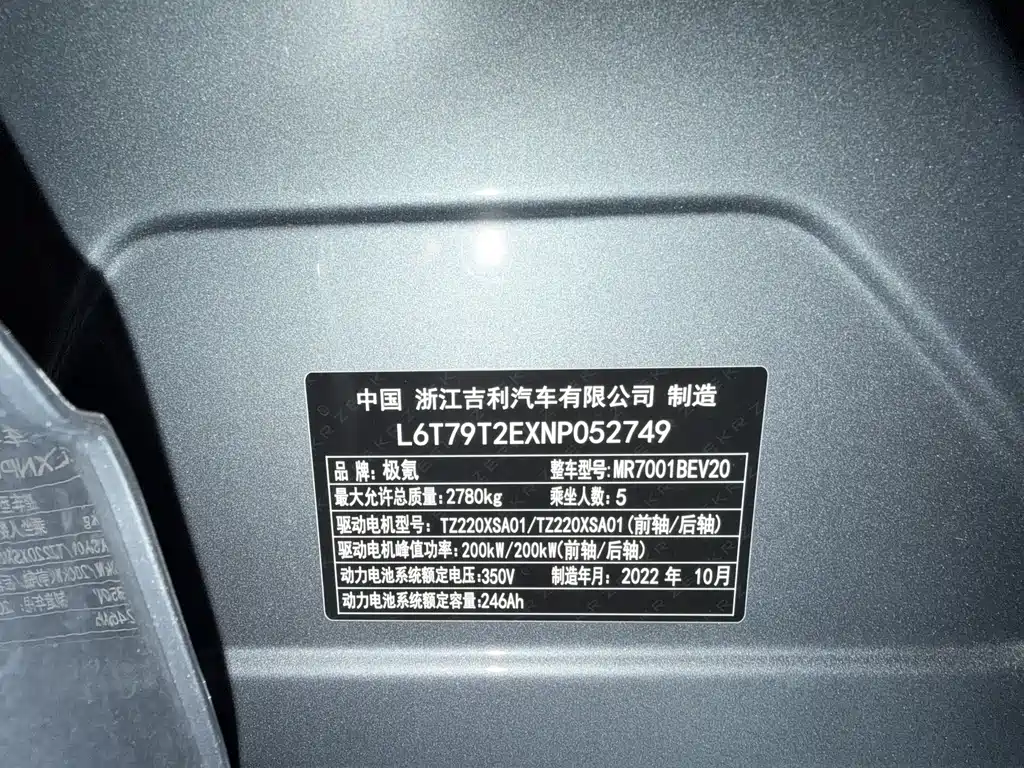 中国 浙江吉利汽车有限公司 制造
L6T79T2EXNP052749
品 牌: 极氪 整车型号:MR7001BEV20
最大允许总质量:2780kg 乘坐人数: 5
驱动电机型号: TZ220XSA01/TZ220XSA01(前轴/后轴)
驱动电机峰值功率:200kW/200kW(前轴/后轴)
动力电池系统额定电压:350V 制造年月: 2022 年 10月
动力电池系统额定容量:246Ah